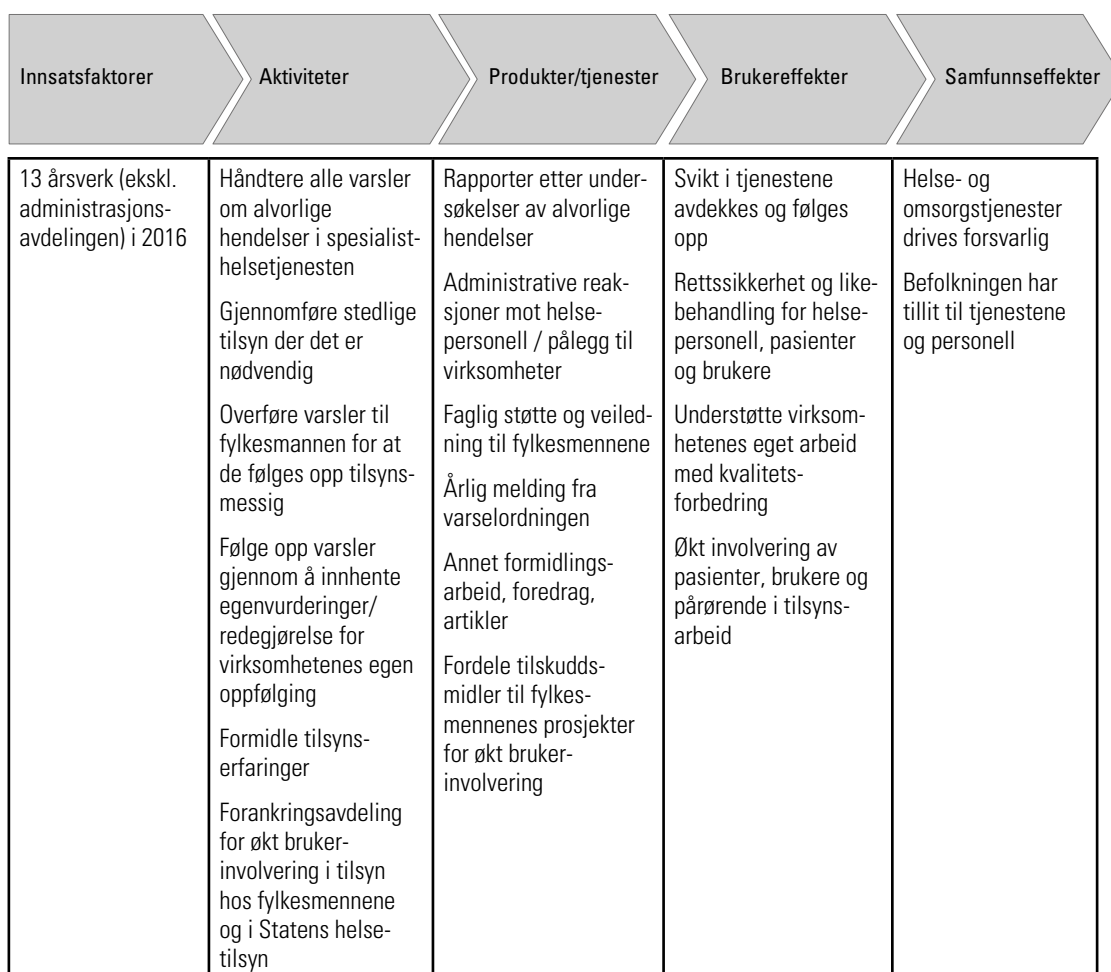 Innsatsfaktorer
Aktiviteter
Produkter/tjenester
Brukereffekter
Samfunnseffekter
13 årsverk (ekskl.
administrasjons-
avdelingen) i 2016
Håndtere alle varsler
om alvorlige
hendelser i spesialist-
helsetjenesten
Gjennomføre stedlige
tilsyn der det er
nødvendig
Overføre varsler til
fylkesmannen for at
de følges opp tilsyns-
messig
Følge opp varsler
gjennom å innhente
egenvurderinger/
redegjørelse for
virksomhetenes egen
oppfølging
Formidle tilsyns-
erfaringer
Forankringsavdeling
for økt bruker-
involvering i tilsyn
hos fylkesmennene
og i Statens helse-
tilsyn
Rapporter etter under-
søkelser av alvorlige
hendelser
Administrative reak-
sjoner mot helse-
personell / pålegg til
virksomheter
Faglig støtte og veiled-
ning til fylkesmennene
Årlig melding fra
varselordningen
Annet formidlings-
arbeid, foredrag,
artikler
Fordele tilskudds-
midler til fylkes-
mennenes prosjekter
for økt bruker-
involvering
Svikt i tjenestene
avdekkes og følges
opp
Rettssikkerhet og like-
behandling for helse-
personell, pasienter
og brukere
Understøtte virksom-
hetenes eget arbeid
med kvalitets-
forbedring
Økt involvering av
pasienter, brukere og
pårørende i tilsyns-
arbeid
Helse- og
omsorgstjenester
drives forsvarlig
Befolkningen har
tillit til tjenestene
og personell